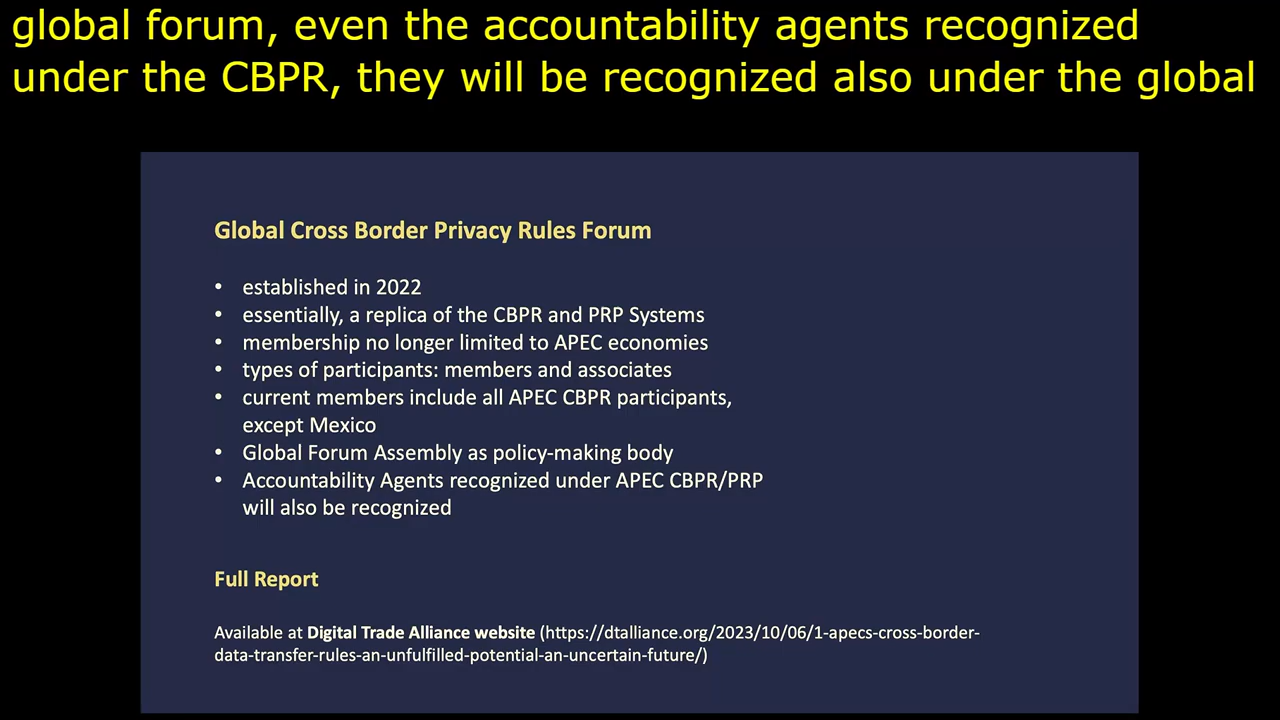 global forum, even the accountability agents recognized
under the CBPR, they will be recognized also under the global
Global Cross Border Privacy Rules Forum
• established in 2022
• essentially, a replica of the CBPR and PRP Systems
• membership no longer limited to APEC economies
• types of participants: members and associates
• current members include all APEC CBPR participants,
except Mexico
• Global Forum Assembly as policy-making body
• Accountability Agents recognized under APEC CBPR/PRP
will also be recognized
Full Report
Available at Digital Trade Alliance website (https://dtalliance.org/2023/10/06/1-apecs-cross-border-
data-transfer-rules-an-unfulfilled-potential-an-uncertain-future/)